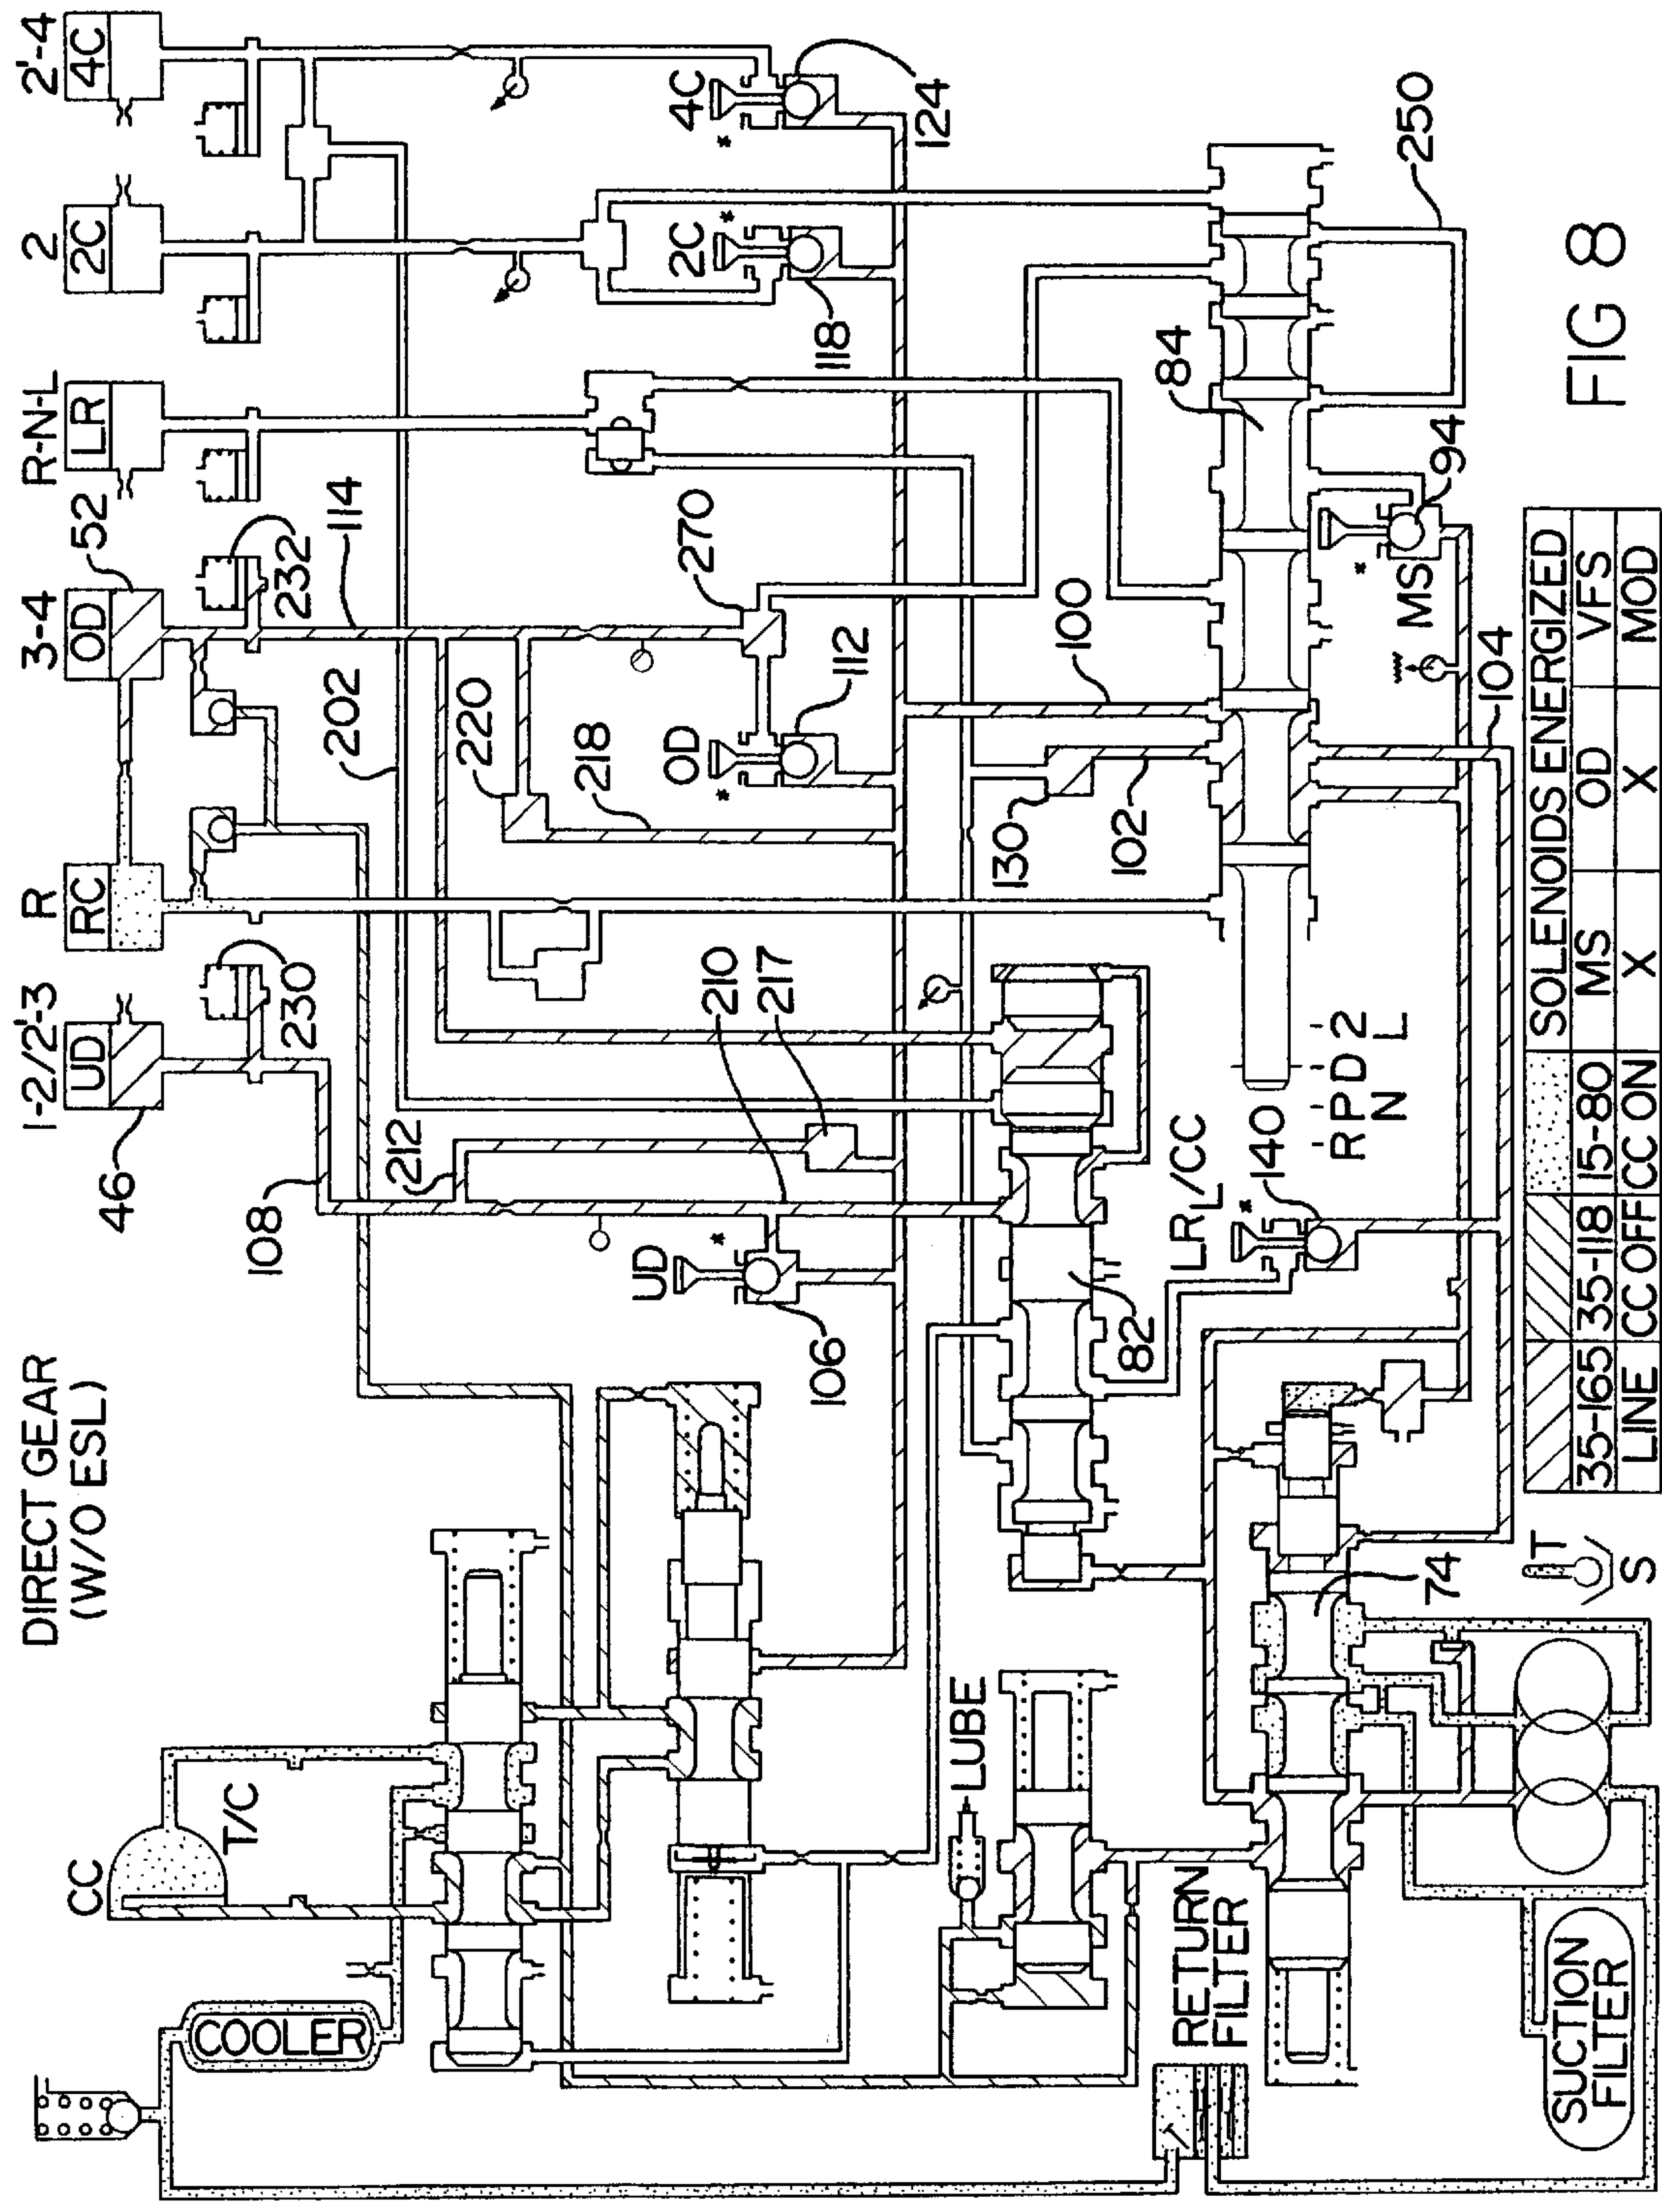 DIRECT GEAR
(W/O ESL)
1-2/2'-3
UD
R
RC
3-4
OD
R-N-L
LR
2
2C
2'-4
4C
46
230
52
232
114
108
212
202
220
218
270
210
217
UD
*
106
OD
*
112
118
2C
*
4C
*
124
CC
T/C
COOLER
LUBE
RETURN
FILTER
SUCTION
FILTER
82
LRL/CC
*
140
130
102
100
84
250
R P D 2
N L
MS
*
94
104
74
T
S
SOLENOIDS ENERGIZED
35-165 35-118 15-80 MS OD VFS
LINE CC OFF CC ON X X MOD
FIG 8